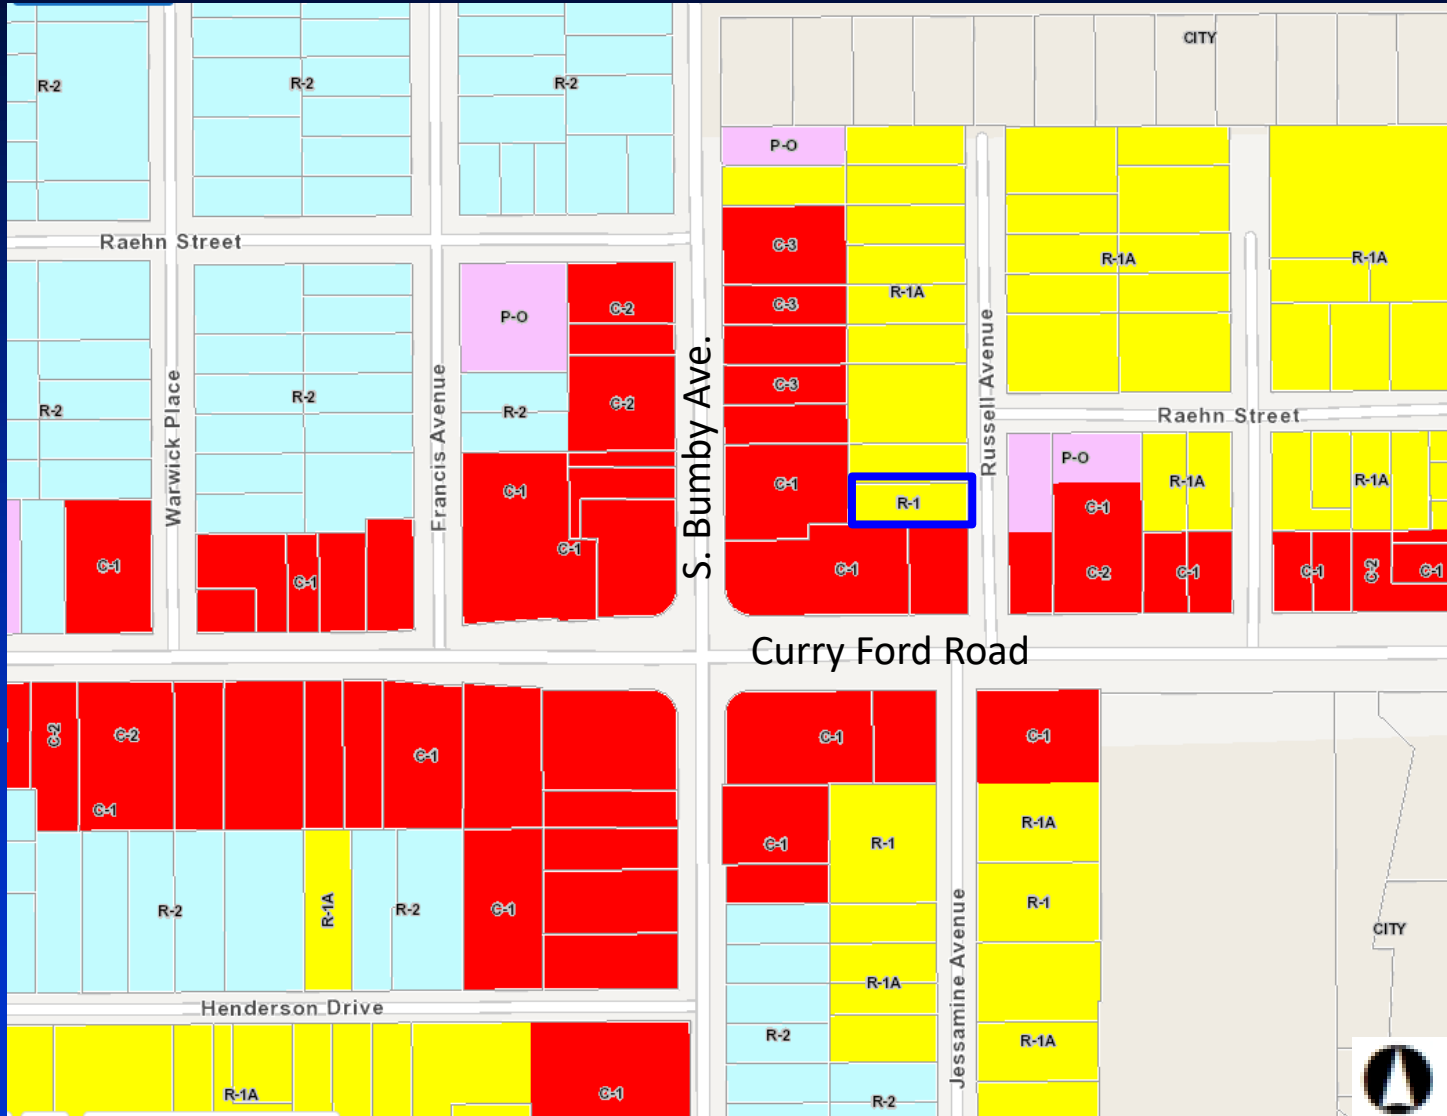 CITY
R-2
R-2
R-2
P-O
Raehn Street
C-3
R-1A
R-1A
R-1A
C-3
P-O
C-2
C-3
R-2
R-2
R-2
C-2
Raehn Street
Warwick Place
Francis Avenue
S. Bumby Ave.
Russell Avenue
P-O
C-1
C-1
R-1
C-1
R-1A
R-1A
C-1
C-1
C-1
C-1
C-2
C-1
C-1
C-2
C-1
Curry Ford Road
C-2
C-2
C-1
C-1
C-1
C-1
C-1
R-1
R-1A
R-2
R-1A
R-2
C-1
R-1
CITY
Jessamine Avenue
R-1A
Henderson Drive
R-2
R-1A
R-1A
C-1
R-2